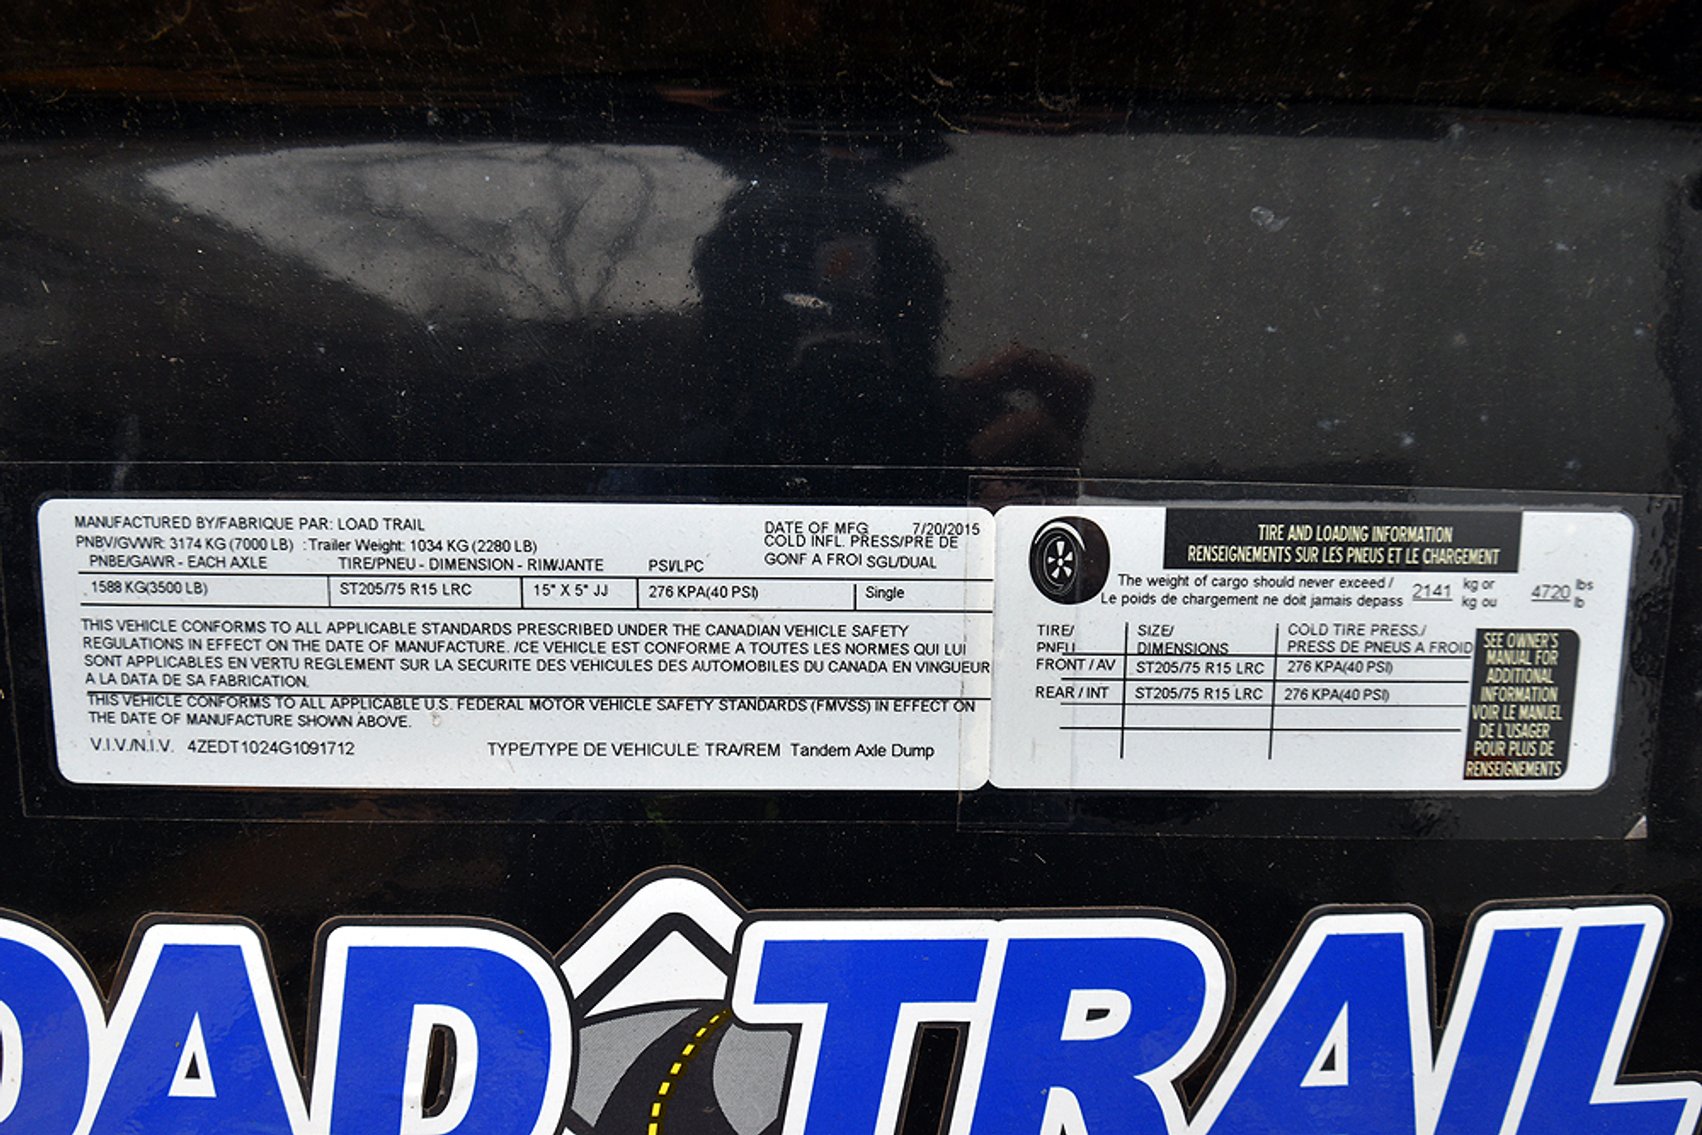 MANUFACTURED BY/FABRIQUE PAR: LOAD TRAIL
DATE OF MFG 7/20/2015
PNBV/GVWR: 3174 KG (7000 LB) : Trailer Weight: 1034 KG (2280 LB)
COLD INFL. PRESS/PRE DE
PNBE/GAWR - EACH AXLE TIRE/PNEU - DIMENSION - RIM/JANTE PSI/LPC GONF A FROI SGL/DUAL
1588 KG(3500 LB) ST205/75 R15 LRC 15" X 5" JJ 276 KPA(40 PSI) Single
THIS VEHICLE CONFORMS TO ALL APPLICABLE STANDARDS PRESCRIBED UNDER THE CANADIAN VEHICLE SAFETY
REGULATIONS IN EFFECT ON THE DATE OF MANUFACTURE. /CE VEHICLE EST CONFORME A TOUTES LES NORMES QUI LUI
SONT APPLICABLES EN VERTU REGLEMENT SUR LA SECURITE DES VEHICULES DES AUTOMOBILES DU CANADA EN VINGUEUR
A LA DATA DE SA FABRICATION.
THIS VEHICLE CONFORMS TO ALL APPLICABLE U.S. FEDERAL MOTOR VEHICLE SAFETY STANDARDS (FMVSS) IN EFFECT ON
THE DATE OF MANUFACTURE SHOWN ABOVE.
V.I.V./N.I.V. 4ZEDT1024G1091712 TYPE/TYPE DE VEHICULE: TRA/REM Tandem Axle Dump
TIRE AND LOADING INFORMATION
RENSEIGNEMENTS SUR LES PNEUS ET LE CHARGEMENT
The weight of cargo should never exceed / 2141 kg or 4720 lbs
Le poids de chargement ne doit jamais depass kg ou lb
TIRE/ SIZE/ COLD TIRE PRESS./
PNEU DIMENSIONS PRESS DE PNEUS A FROID
FRONT / AV ST205/75 R15 LRC 276 KPA(40 PSI)
REAR / INT ST205/75 R15 LRC 276 KPA(40 PSI)
SEE OWNER'S
MANUAL FOR
ADDITIONAL
INFORMATION
VOIR LE MANUEL
DE L'USAGER
POUR PLUS DE
RENSEIGNEMENTS
OAD TRAIL